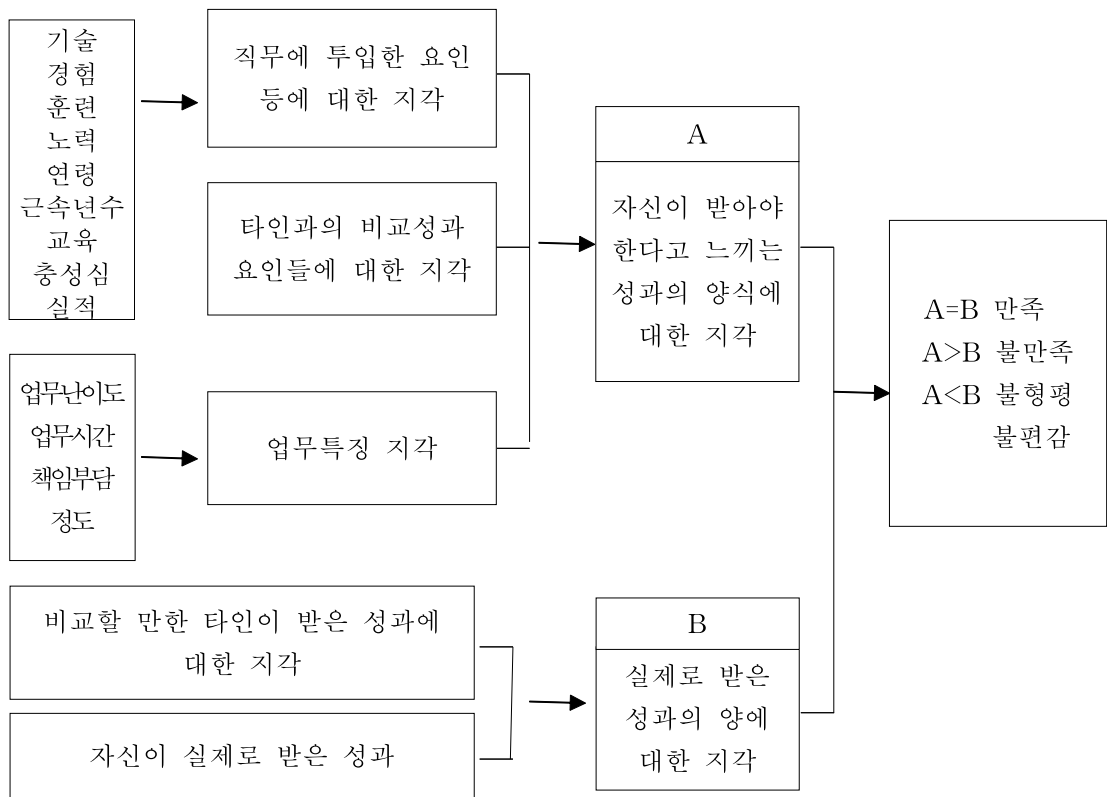 기술
경험
훈련
노력
연령
근속년수
교육
충성심
실적
직무에 투입한 요인
등에 대한 지각
타인과의 비교성과
요인들에 대한 지각
업무난이도
업무시간
책임부담
정도
업무특징 지각
A
자신이 받아야
한다고 느끼는
성과의 양식에
대한 지각
비교할 만한 타인이 받은 성과에
대한 지각
자신이 실제로 받은 성과
B
실제로 받은
성과의 양에
대한 지각
A=B 만족
A>B 불만족
A<B 불형평
불편감